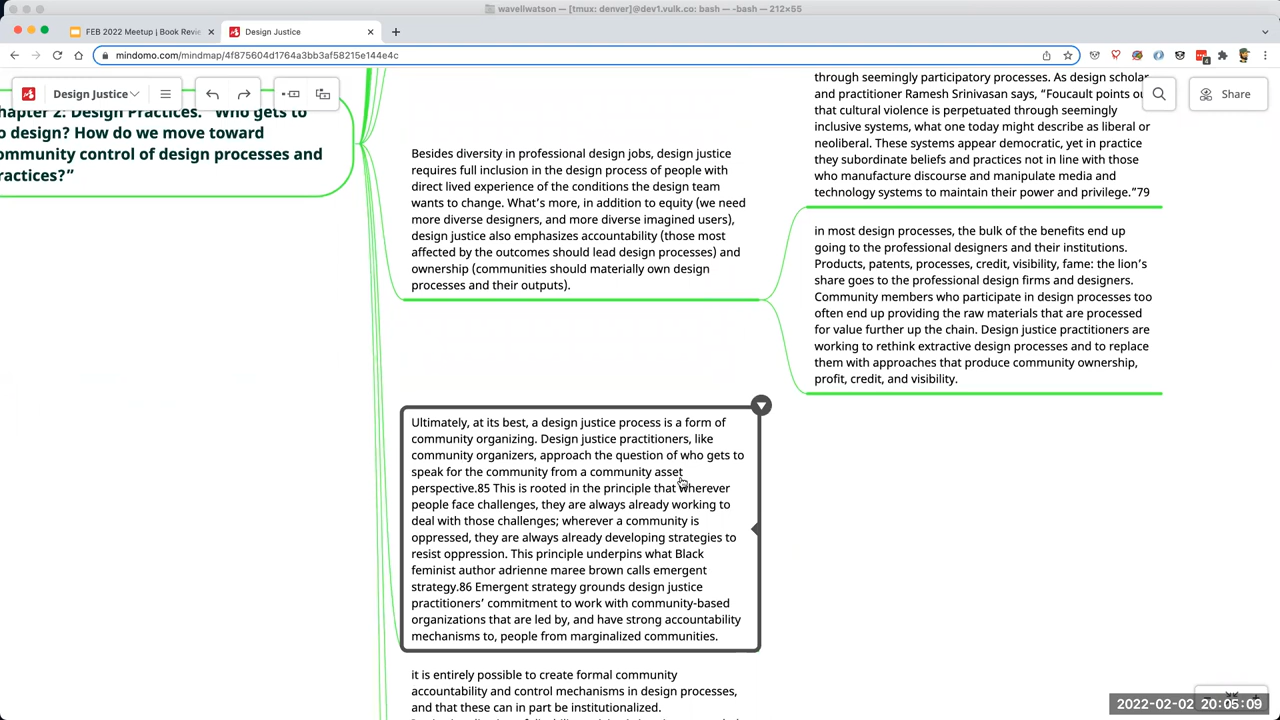 wavellwatson — [tmux: denver]@dev1.vulk.co: bash — -bash — 212×55
FEB 2022 Meetup | Book Revie
Design Justice
mindomo.com/mindmap/4f875604d1764a3bb3af58215e144e4c
Design Justice
Share
hapter 2: Design Practices. "Who gets to
o design? How do we move toward
ommunity control of design processes and
ractices?"
Besides diversity in professional design jobs, design justice
requires full inclusion in the design process of people with
direct lived experience of the conditions the design team
wants to change. What's more, in addition to equity (we need
more diverse designers, and more diverse imagined users),
design justice also emphasizes accountability (those most
affected by the outcomes should lead design processes) and
ownership (communities should materially own design
processes and their outputs).
through seemingly participatory processes. As design scholar
and practitioner Ramesh Srinivasan says, "Foucault points ou
that cultural violence is perpetuated through seemingly
inclusive systems, what one today might describe as liberal or
neoliberal. These systems appear democratic, yet in practice
they subordinate beliefs and practices not in line with those
who manufacture discourse and manipulate media and
technology systems to maintain their power and privilege."79
in most design processes, the bulk of the benefits end up
going to the professional designers and their institutions.
Products, patents, processes, credit, visibility, fame: the lion's
share goes to the professional design firms and designers.
Community members who participate in design processes too
often end up providing the raw materials that are processed
for value further up the chain. Design justice practitioners are
working to rethink extractive design processes and to replace
them with approaches that produce community ownership,
profit, credit, and visibility.
Ultimately, at its best, a design justice process is a form of
community organizing. Design justice practitioners, like
community organizers, approach the question of who gets to
speak for the community from a community asset
perspective.85 This is rooted in the principle that wherever
people face challenges, they are always already working to
deal with those challenges; wherever a community is
oppressed, they are always already developing strategies to
resist oppression. This principle underpins what Black
feminist author adrienne maree brown calls emergent
strategy.86 Emergent strategy grounds design justice
practitioners' commitment to work with community-based
organizations that are led by, and have strong accountability
mechanisms to, people from marginalized communities.
it is entirely possible to create formal community
accountability and control mechanisms in design processes,
and that these can in part be institutionalized.
2022-02-02 20:05:09